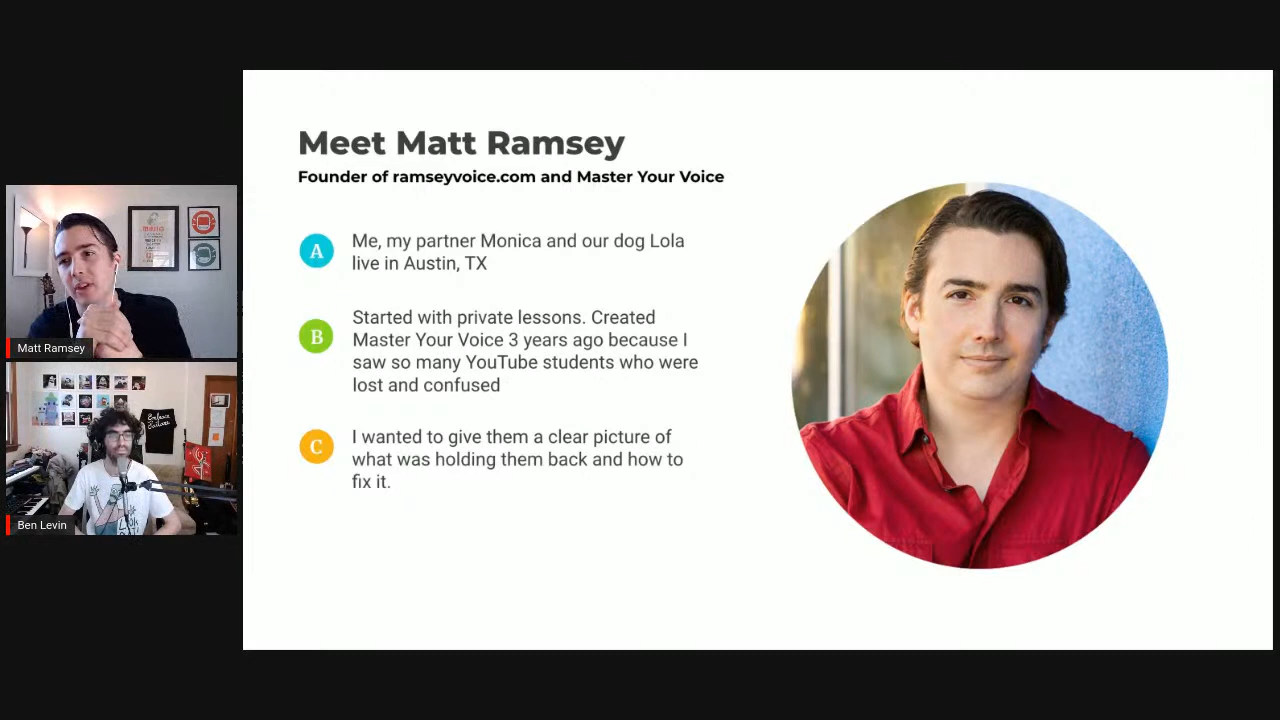 Meet Matt Ramsey
Founder of ramseyvoice.com and Master Your Voice
A
Me, my partner Monica and our dog Lola
live in Austin, TX
B
Started with private lessons. Created
Master Your Voice 3 years ago because I
saw so many YouTube students who were
lost and confused
C
I wanted to give them a clear picture of
what was holding them back and how to
fix it.
Matt Ramsey
Embrace
Ben Levin